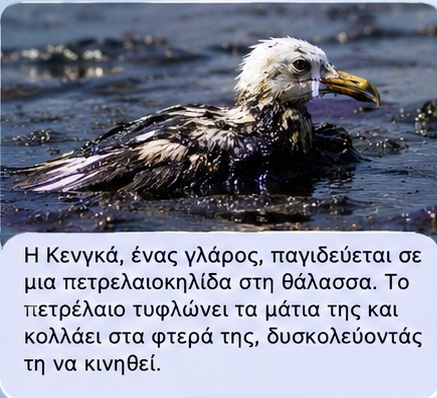 Η Κενγκά, ένας γλάρος, παγιδεύεται σε
μια πετρελαιοκηλίδα στη θάλασσα. Το
πετρέλαιο τυφλώνει τα μάτια της και
κολλάει στα φτερά της, δυσκολεύοντάς
τη να κινηθεί.